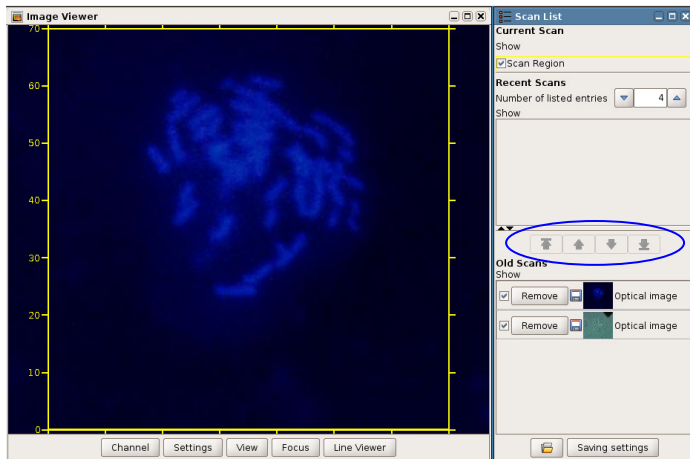 Image Viewer
70
60
50
40
30
20
10
0
Channel Settings View Focus Line Viewer
Scan List
Current Scan
Show
Scan Region
Recent Scans
Number of listed entries 4
Show
Old Scans
Show
Remove Optical image
Remove Optical image
Saving settings